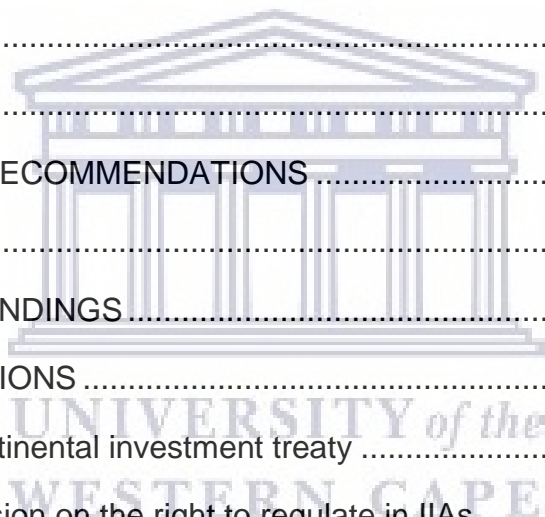 ....................................................................
....................................................................
ECOMMENDATIONS ............................
....................................................................
NDINGS ....................................................
IONS ..........................................................
UNIVERSITY of the
tinental investment treaty .......................
WESTERN CAPE
sion on the right to regulate in IIAs